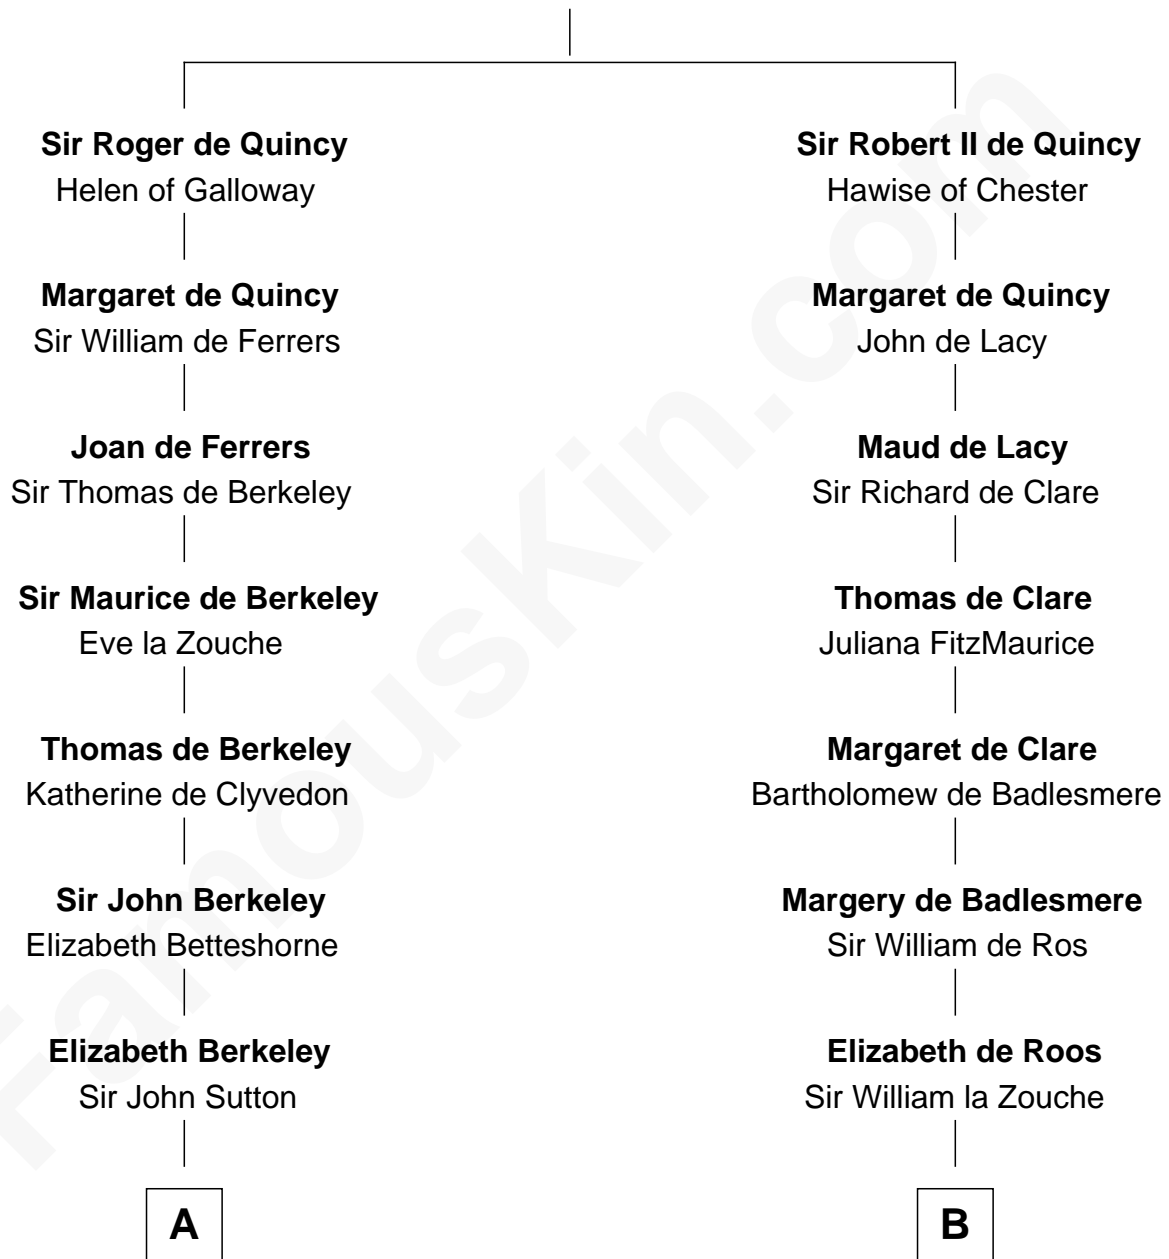 Sir Roger de Quincy
Helen of Galloway
Margaret de Quincy
Sir William de Ferrers
Joan de Ferrers
Sir Thomas de Berkeley
Sir Maurice de Berkeley
Eve la Zouche
Thomas de Berkeley
Katherine de Clyvedon
Sir John Berkeley
Elizabeth Betteshorne
Elizabeth Berkeley
Sir John Sutton
A
Sir Robert II de Quincy
Hawise of Chester
Margaret de Quincy
John de Lacy
Maud de Lacy
Sir Richard de Clare
Thomas de Clare
Juliana FitzMaurice
Margaret de Clare
Bartholomew de Badlesmere
Margery de Badlesmere
Sir William de Ros
Elizabeth de Roos
Sir William la Zouche
B
FamousKin.com